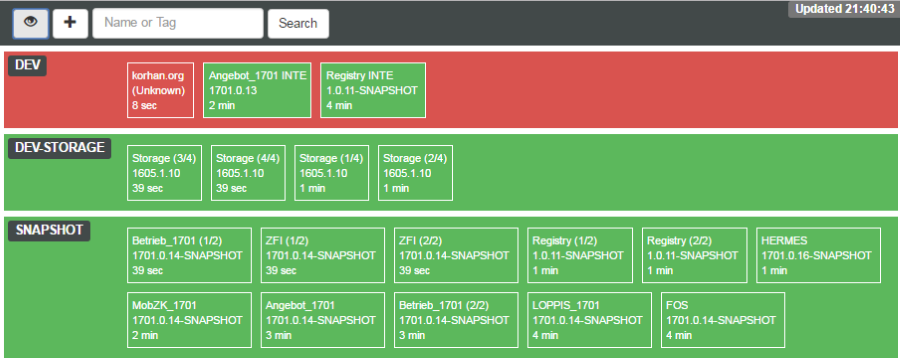 Name or Tag
Search
Updated 21:40:43
DEV
korhan.org
(Unknown)
8 sec
Angebot_1701 INTE
1701.0.13
2 min
Registry INTE
1.0.11-SNAPSHOT
4 min
DEV-STORAGE
Storage (3/4)
1605.1.10
39 sec
Storage (4/4)
1605.1.10
39 sec
Storage (1/4)
1605.1.10
1 min
Storage (2/4)
1605.1.10
1 min
SNAPSHOT
Betrieb_1701 (1/2)
1701.0.14-SNAPSHOT
39 sec
ZFI (1/2)
1701.0.14-SNAPSHOT
39 sec
ZFI (2/2)
1701.0.14-SNAPSHOT
39 sec
Registry (1/2)
1.0.11-SNAPSHOT
1 min
Registry (2/2)
1.0.11-SNAPSHOT
1 min
HERMES
1701.0.16-SNAPSHOT
1 min
MobZK_1701
1701.0.14-SNAPSHOT
2 min
Angebot_1701
1701.0.14-SNAPSHOT
3 min
Betrieb_1701 (2/2)
1701.0.14-SNAPSHOT
3 min
LOPPIS_1701
1701.0.14-SNAPSHOT
4 min
FOS
1701.0.14-SNAPSHOT
4 min